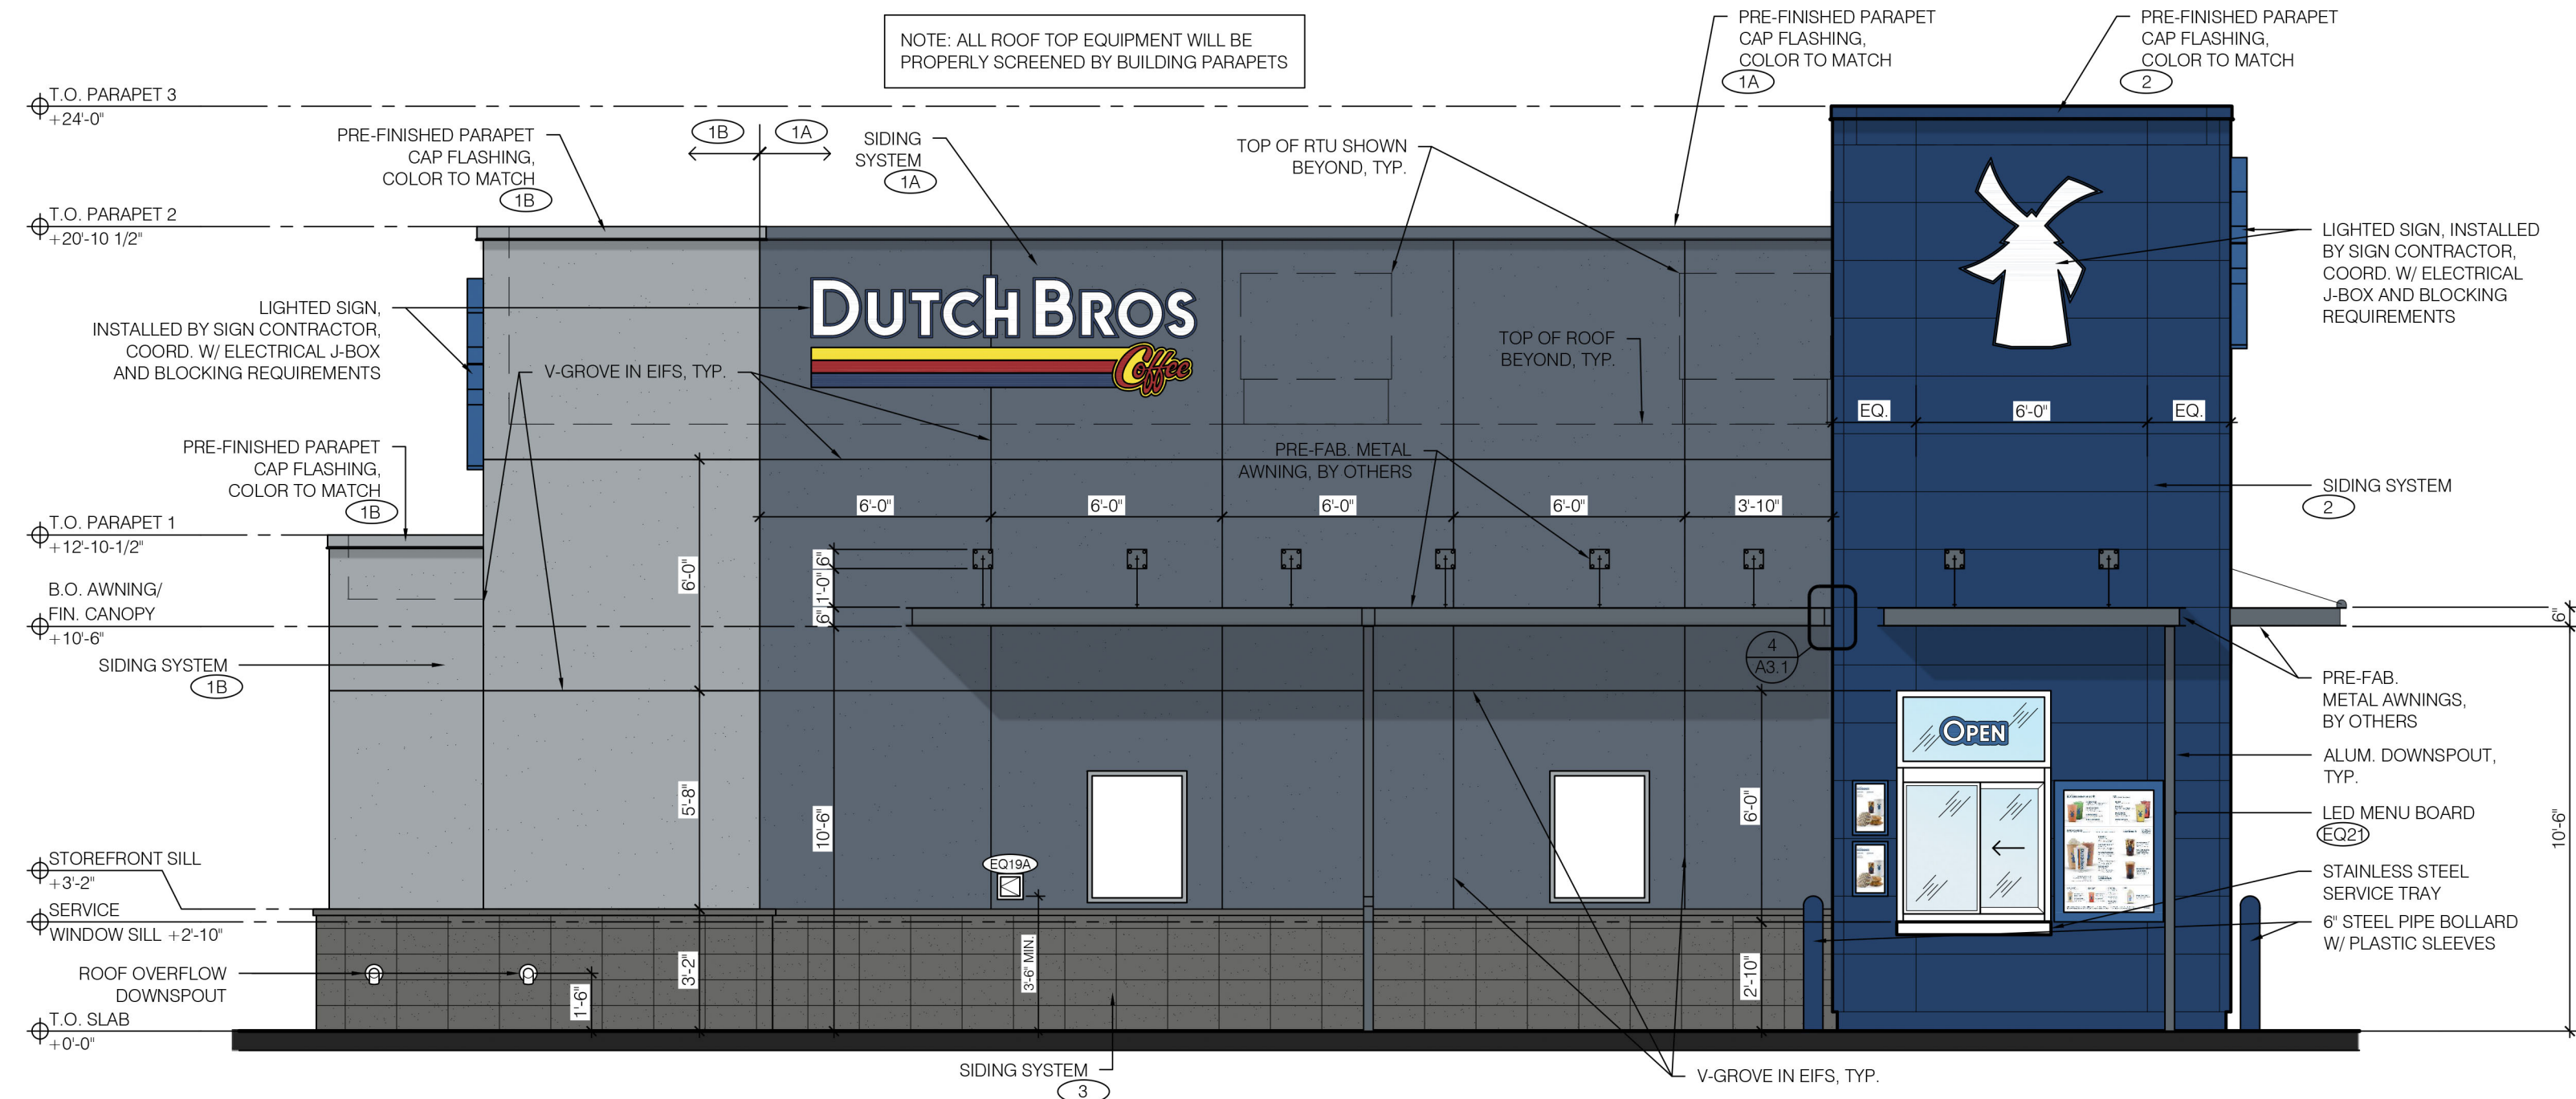 NOTE: ALL ROOF TOP EQUIPMENT WILL BE
PROPERLY SCREENED BY BUILDING PARAPETS
PRE-FINISHED PARAPET
CAP FLASHING,
COLOR TO MATCH
1A
PRE-FINISHED PARAPET
CAP FLASHING,
COLOR TO MATCH
2
T.O. PARAPET 3
+24'-0"
PRE-FINISHED PARAPET
CAP FLASHING,
COLOR TO MATCH
1B
1B
1A
SIDING
SYSTEM
1A
TOP OF RTU SHOWN
BEYOND, TYP.
T.O. PARAPET 2
+20'-10 1/2"
LIGHTED SIGN, INSTALLED
BY SIGN CONTRACTOR,
COORD. W/ ELECTRICAL
J-BOX AND BLOCKING
REQUIREMENTS
LIGHTED SIGN,
INSTALLED BY SIGN CONTRACTOR,
COORD. W/ ELECTRICAL J-BOX
AND BLOCKING REQUIREMENTS
DUTCH BROS
Coffee
TOP OF ROOF
BEYOND, TYP.
V-GROVE IN EIFS, TYP.
EQ.
6'-0"
EQ.
PRE-FINISHED PARAPET
CAP FLASHING,
COLOR TO MATCH
1B
PRE-FAB. METAL
AWNING, BY OTHERS
SIDING SYSTEM
2
6'-0"
6'-0"
6'-0"
6'-0"
3'-10"
T.O. PARAPET 1
+12'-10-1/2"
6'-0"
6"
1'-0"
6"
B.O. AWNING/
FIN. CANOPY
+10'-6"
6"
SIDING SYSTEM
1B
4
A3.1
PRE-FAB.
METAL AWNINGS,
BY OTHERS
OPEN
ALUM. DOWNSPOUT,
TYP.
5'-8"
10'-6"
6'-0"
LED MENU BOARD
EQ21
10'-6"
STOREFRONT SILL
+3'-2"
EQ19A
STAINLESS STEEL
SERVICE TRAY
SERVICE
WINDOW SILL +2'-10"
6" STEEL PIPE BOLLARD
W/ PLASTIC SLEEVES
ROOF OVERFLOW
DOWNSPOUT
1'-6"
3'-2"
3'-6" MIN.
2'-10"
T.O. SLAB
+0'-0"
SIDING SYSTEM
3
V-GROVE IN EIFS, TYP.